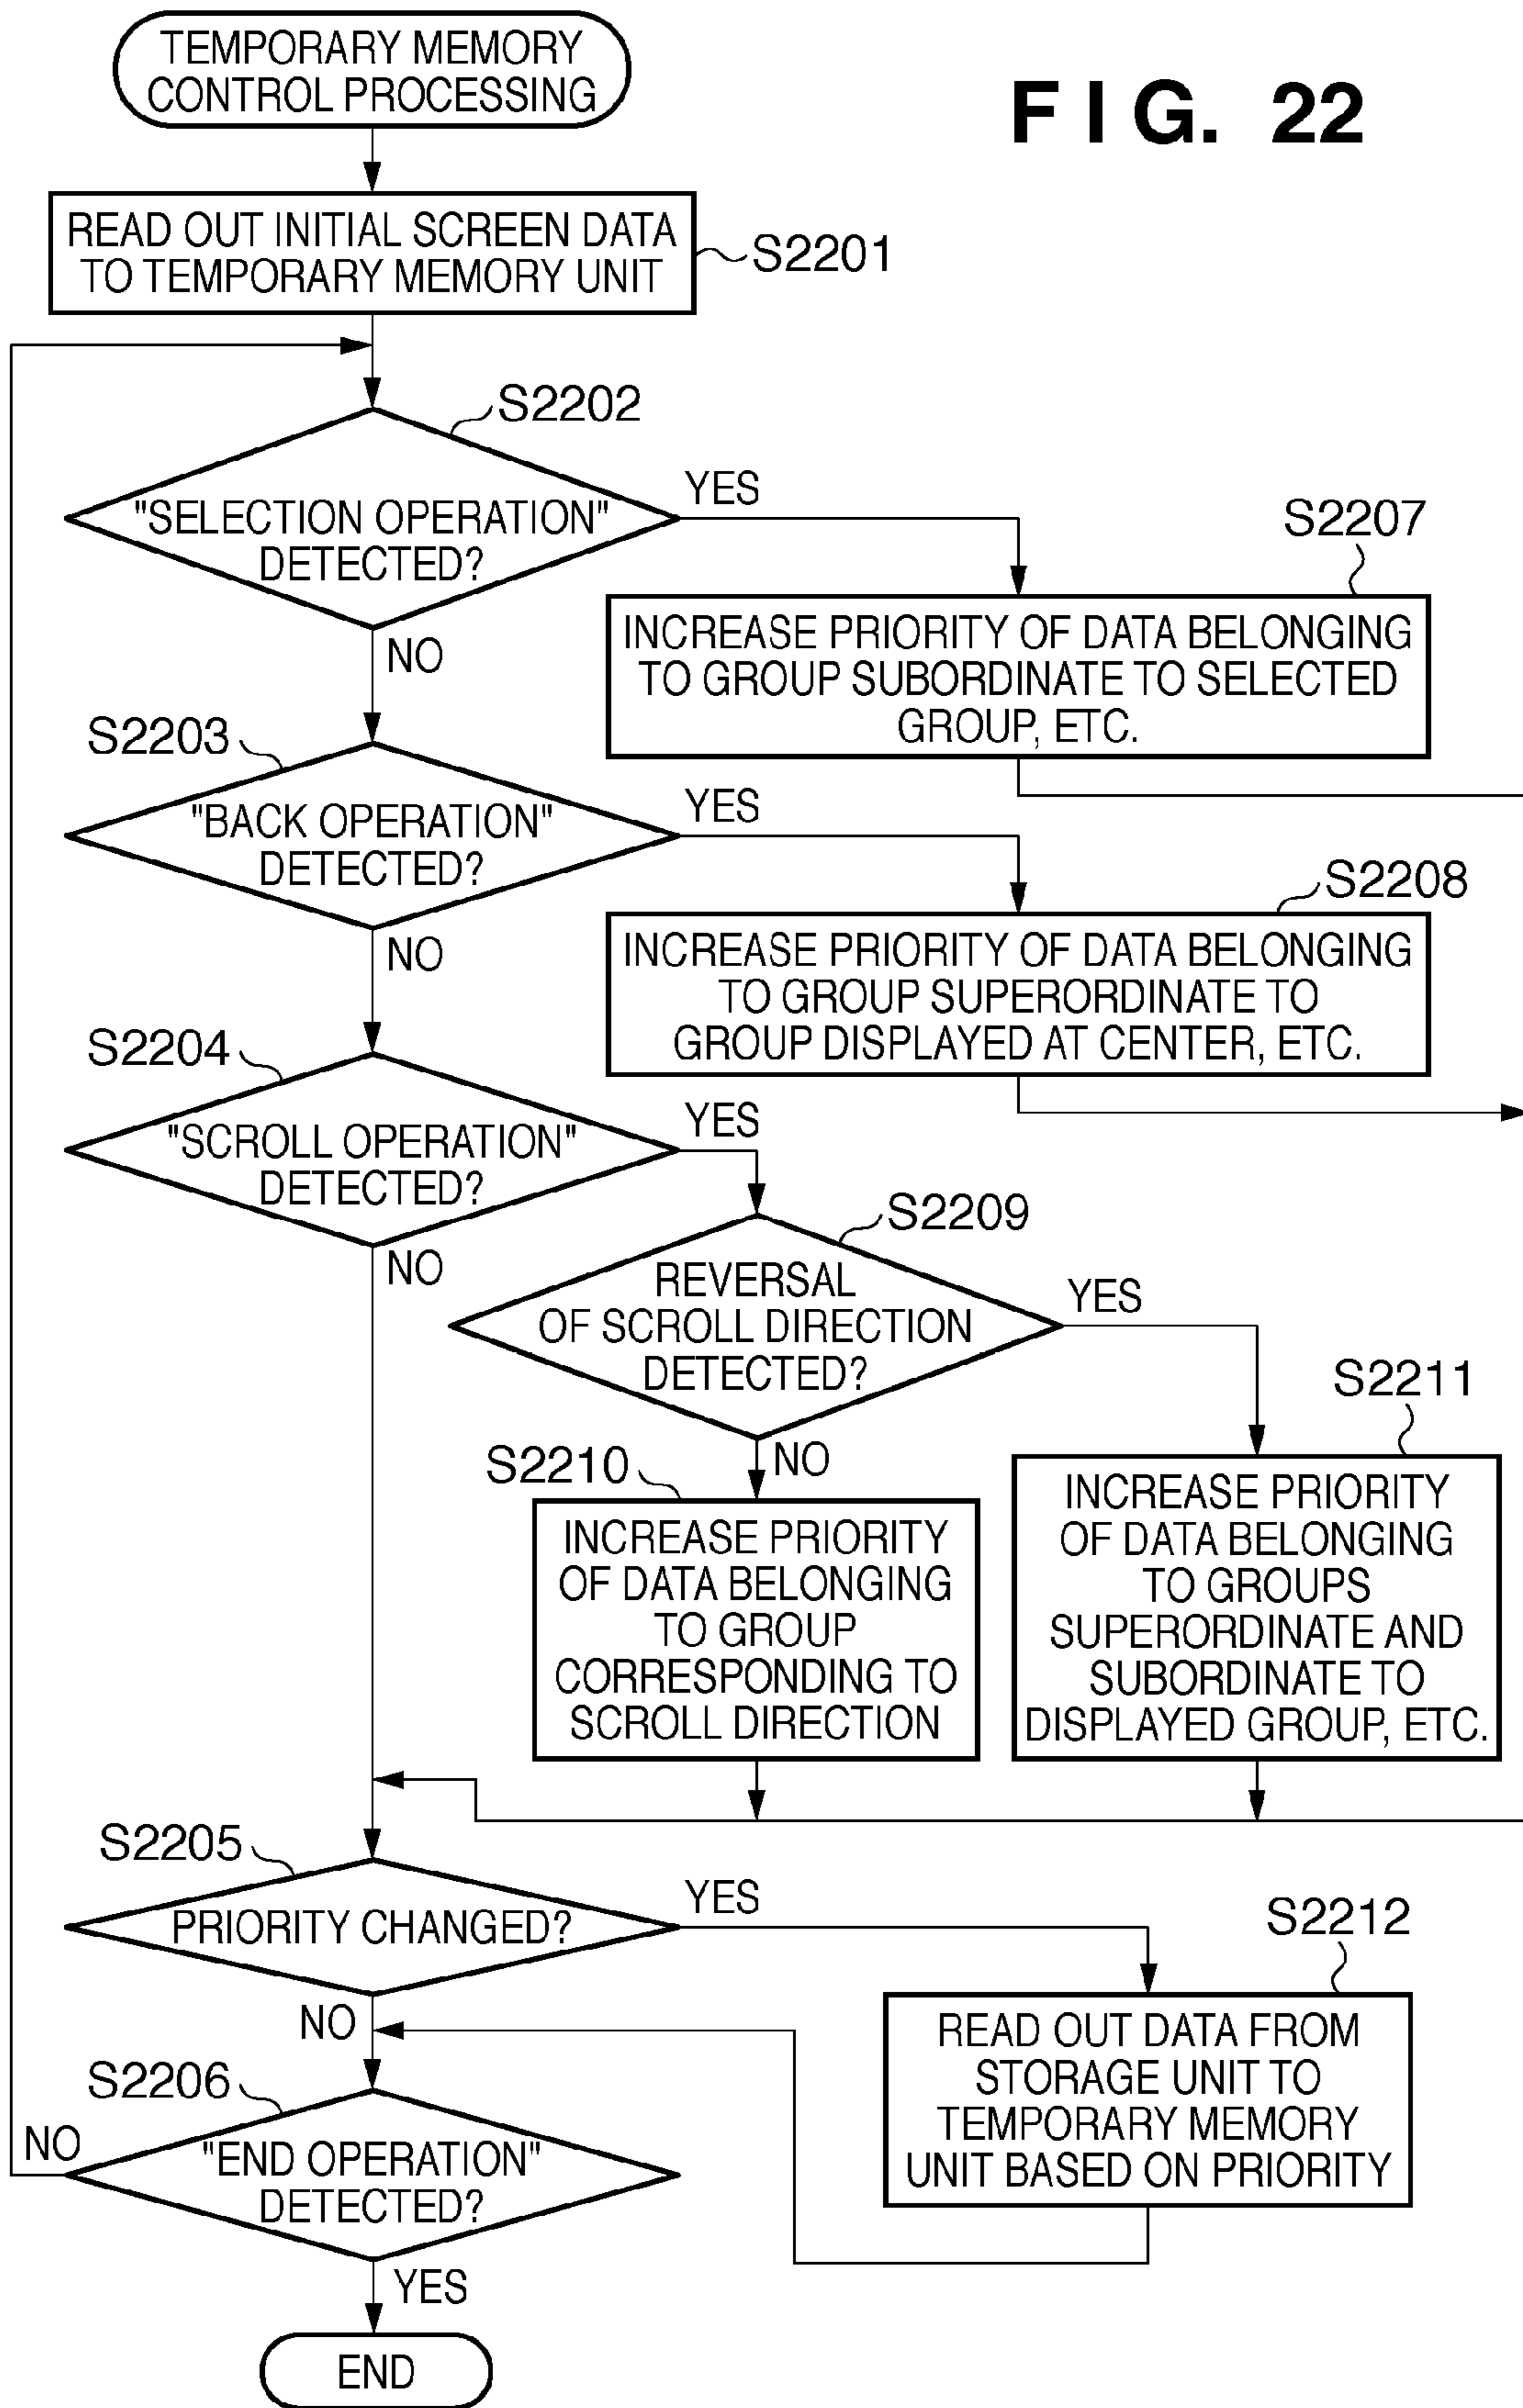 TEMPORARY MEMORY
CONTROL PROCESSING
F I G. 22
READ OUT INITIAL SCREEN DATA
TO TEMPORARY MEMORY UNIT
S2201
S2202
"SELECTION OPERATION"
DETECTED?
YES
NO
S2207
INCREASE PRIORITY OF DATA BELONGING
TO GROUP SUBORDINATE TO SELECTED
GROUP, ETC.
S2203
"BACK OPERATION"
DETECTED?
YES
NO
S2208
INCREASE PRIORITY OF DATA BELONGING
TO GROUP SUPERORDINATE TO
GROUP DISPLAYED AT CENTER, ETC.
S2204
"SCROLL OPERATION"
DETECTED?
YES
NO
S2209
REVERSAL
OF SCROLL DIRECTION
DETECTED?
YES
NO
S2210
INCREASE PRIORITY
OF DATA BELONGING
TO GROUP
CORRESPONDING TO
SCROLL DIRECTION
S2211
INCREASE PRIORITY
OF DATA BELONGING
TO GROUPS
SUPERORDINATE AND
SUBORDINATE TO
DISPLAYED GROUP, ETC.
S2205
PRIORITY CHANGED?
YES
NO
S2212
READ OUT DATA FROM
STORAGE UNIT TO
TEMPORARY MEMORY
UNIT BASED ON PRIORITY
S2206
"END OPERATION"
DETECTED?
NO
YES
END